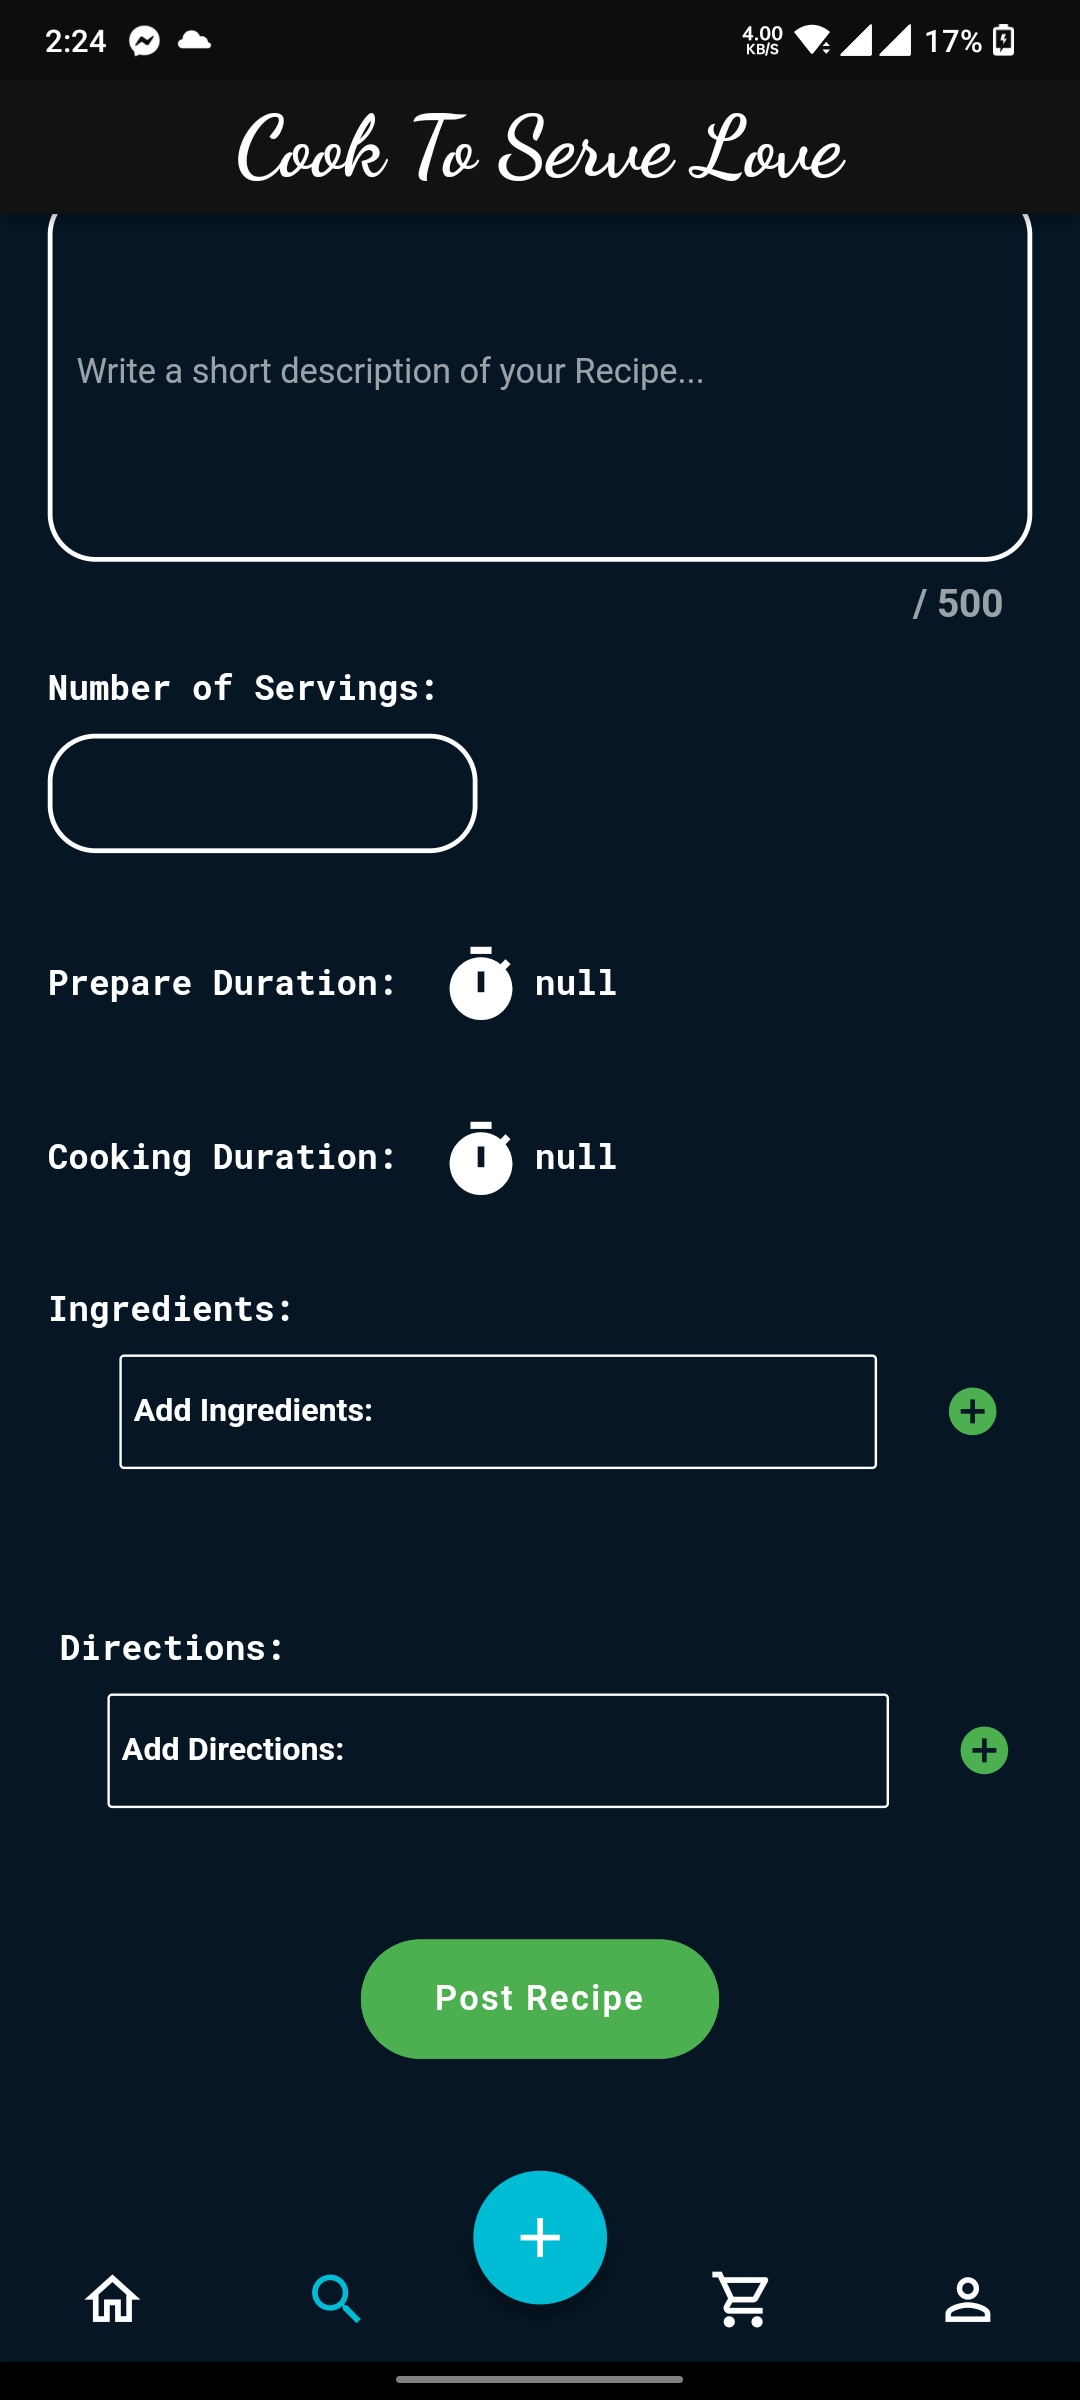 2:24
4.00
KB/S
17%
Cook To Serve Love
Write a short description of your Recipe...
/ 500
Number of Servings:
Prepare Duration: null
Cooking Duration: null
Ingredients:
Add Ingredients:
Directions:
Add Directions:
Post Recipe